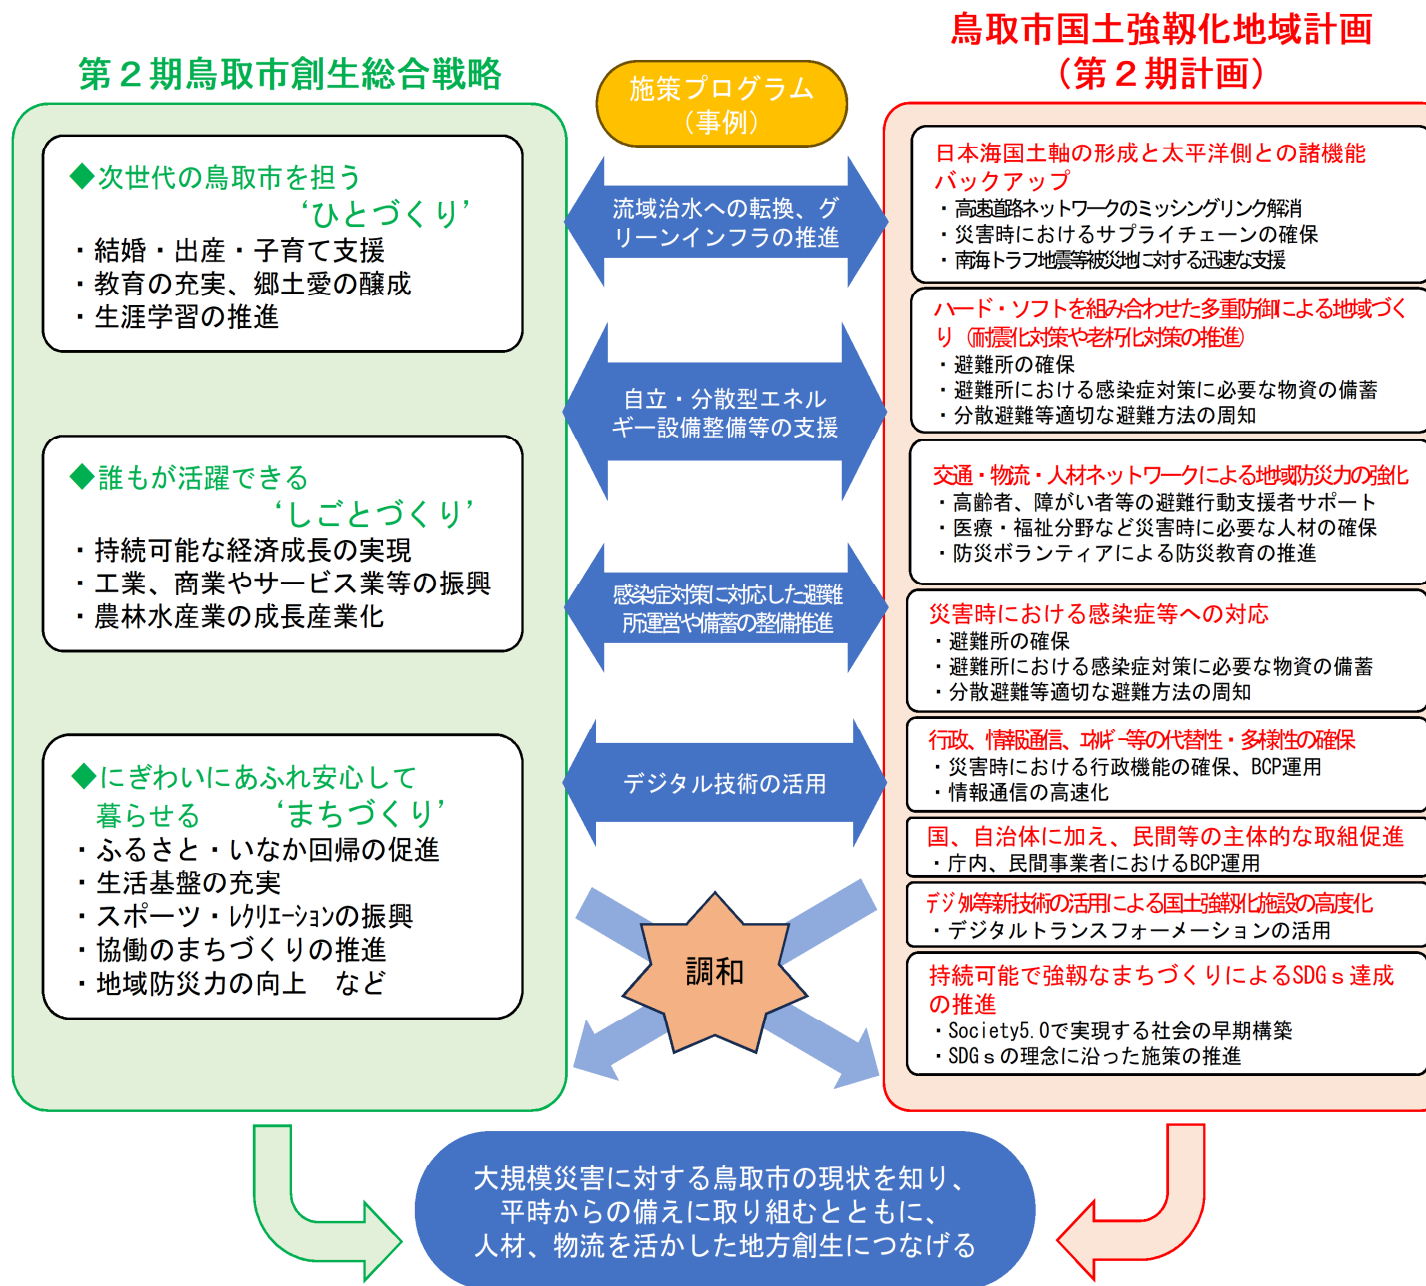 第２期鳥取市創生総合戦略
◆次世代の鳥取市を担う
‘ひとづくり’
・結婚・出産・子育て支援
・教育の充実、郷土愛の醸成
・生涯学習の推進
◆誰もが活躍できる
‘しごとづくり’
・持続可能な経済成長の実現
・工業、商業やサービス業等の振興
・農林水産業の成長産業化
◆にぎわいにあふれ安心して
暮らせる　‘まちづくり’
・ふるさと・いなか回帰の促進
・生活基盤の充実
・スポーツ・レクリエーションの振興
・協働のまちづくりの推進
・地域防災力の向上　など
施策プログラム
（事例）
流域治水への転換、グ
リーンインフラの推進
自立・分散型エネル
ギー設備整備等の支援
感染症対策に対応した避難
所運営や備蓄の整備推進
デジタル技術の活用
調和
鳥取市国土強靱化地域計画
（第２期計画）
日本海国土軸の形成と太平洋側との諸機能
バックアップ
・高速道路ネットワークのミッシングリンク解消
・災害時におけるサプライチェーンの確保
・南海トラフ地震等被災地に対する迅速な支援
ハード・ソフトを組み合わせた多重防御による地域づく
り（耐震化対策や老朽化対策の推進）
・避難所の確保
・避難所における感染症対策に必要な物資の備蓄
・分散避難等適切な避難方法の周知
交通・物流・人材ネットワークによる地域防災力の強化
・高齢者、障がい者等の避難行動支援者サポート
・医療・福祉分野など災害時に必要な人材の確保
・防災ボランティアによる防災教育の推進
災害時における感染症等への対応
・避難所の確保
・避難所における感染症対策に必要な物資の備蓄
・分散避難等適切な避難方法の周知
行政、情報通信、エネルギー等の代替性・多様性の確保
・災害時における行政機能の確保、BCP運用
・情報通信の高速化
国、自治体に加え、民間等の主体的な取組促進
・庁内、民間事業者におけるBCP運用
デジタル等新技術の活用による国土強靱化施設の高度化
・デジタルトランスフォーメーションの活用
持続可能で強靱なまちづくりによるSDGｓ達成
の推進
・Society5.0で実現する社会の早期構築
・SDGｓの理念に沿った施策の推進
大規模災害に対する鳥取市の現状を知り、
平時からの備えに取り組むとともに、
人材、物流を活かした地方創生につなげる